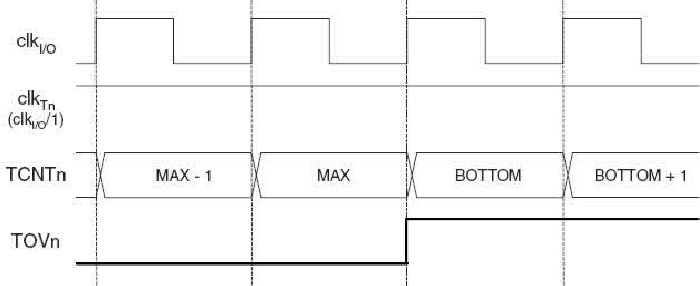 clkI/O
clkTn
(clkI/O/1)
TCNTn
MAX - 1
MAX
BOTTOM
BOTTOM + 1
TOVn